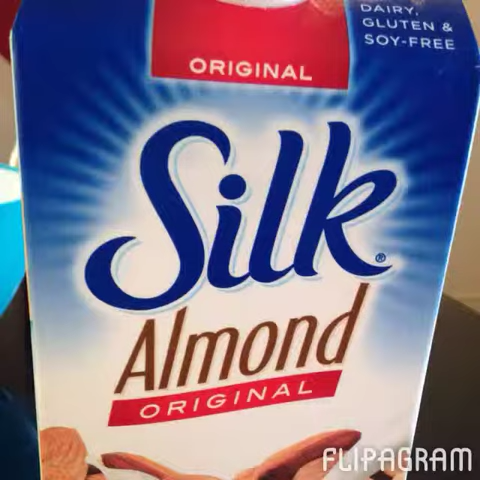 DAIRY,
GLUTEN &
SOY-FREE
ORIGINAL
Silk®
Almond
ORIGINAL
FLIPAGRAM